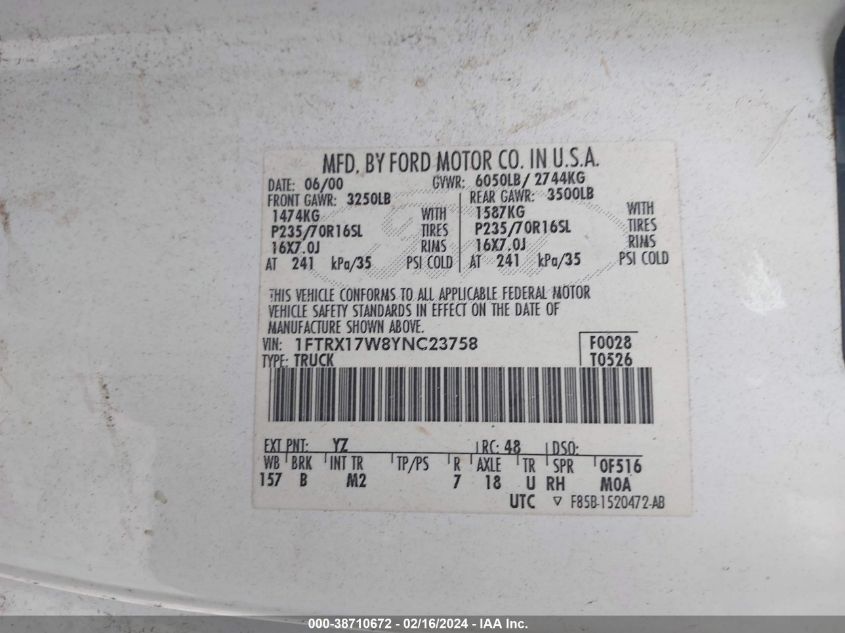 MFD. BY FORD MOTOR CO. IN U.S.A.
DATE: 06/00 GVWR: 6050LB/ 2744KG
FRONT GAWR: 3250LB REAR GAWR: 3500LB
1474KG WITH 1587KG WITH
P235/70R16SL TIRES P235/70R16SL TIRES
16X7.0J RIMS 16X7.0J RIMS
AT 241 kPa/35 PSI COLD AT 241 kPa/35 PSI COLD
THIS VEHICLE CONFORMS TO ALL APPLICABLE FEDERAL MOTOR
VEHICLE SAFETY STANDARDS IN EFFECT ON THE DATE OF
MANUFACTURE SHOWN ABOVE.
VIN: 1FTRX17W8YNC23758 F0028
TYPE: TRUCK T0526
EXT PNT: YZ RC: 48 DSO:
WB BRK INT TR TP/PS R AXLE TR SPR 0F516
157 B M2 7 18 U RH M0A
UTC ▽ F85B-1520472-AB
000-38710672 - 02/16/2024 - IAA Inc.